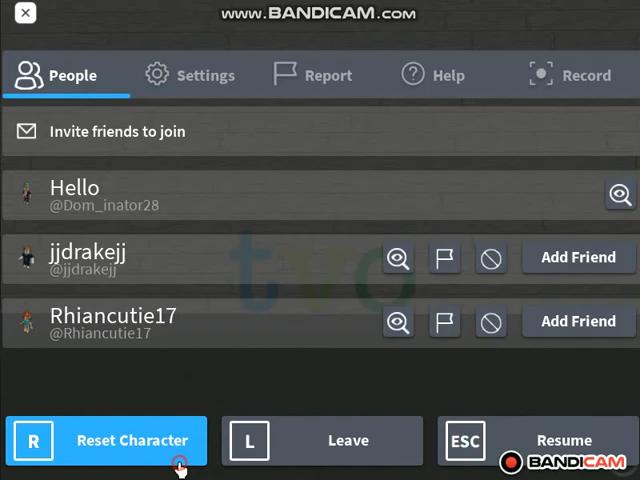 www.BANDICAM.com
People
Settings
Report
Help
Record
Invite friends to join
Hello
@Dom_inator28
jjdrakejj
@jjdrakejj
Add Friend
tvo
Rhiancutie17
@Rhiancutie17
Add Friend
R Reset Character
L Leave
ESC Resume
BANDICAM